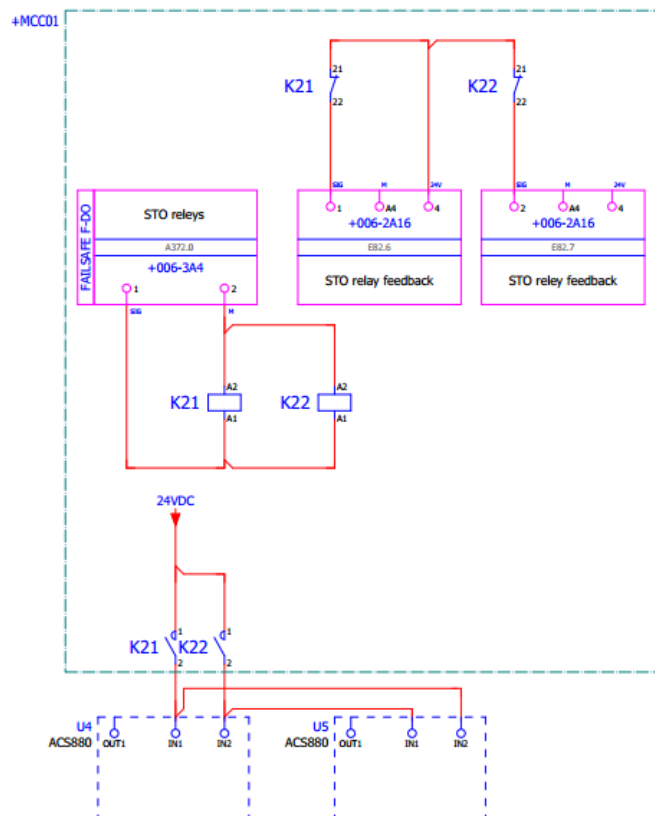 +MCC01
21 21
K21 K22
22 22
SIG M 24V SIG M 24V
1 A4 4 2 A4 4
FAILSAFE F-DO
STO releys
+006-2A16 +006-2A16
A372.0 E82.6 E82.7
+006-3A4
STO relay feedback STO reley feedback
1 2
SIG M
A2 A2
K21 K22
A1 A1
24VDC
1 1
K21 K22
2 2
U4 U5
ACS880 OUT1 IN1 IN2 ACS880 OUT1 IN1 IN2